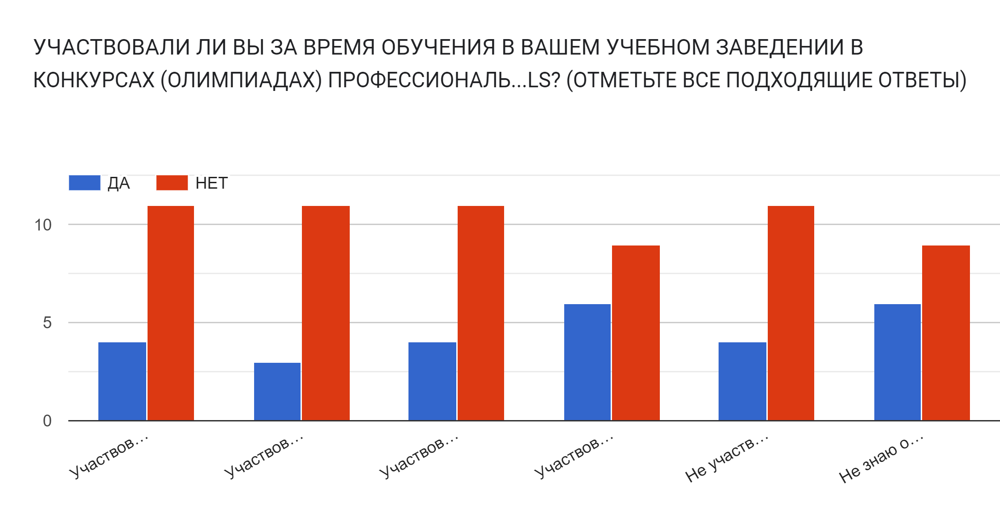 УЧАСТВОВАЛИ ЛИ ВЫ ЗА ВРЕМЯ ОБУЧЕНИЯ В ВАШЕМ УЧЕБНОМ ЗАВЕДЕНИИ В
КОНКУРСАХ (ОЛИМПИАДАХ) ПРОФЕССИОНАЛЬ...LS? (ОТМЕТЬТЕ ВСЕ ПОДХОДЯЩИЕ ОТВЕТЫ)
ДА НЕТ
10
5
0
Участвов... Участвов... Участвов... Участвов... Не участв... Не знаю о...